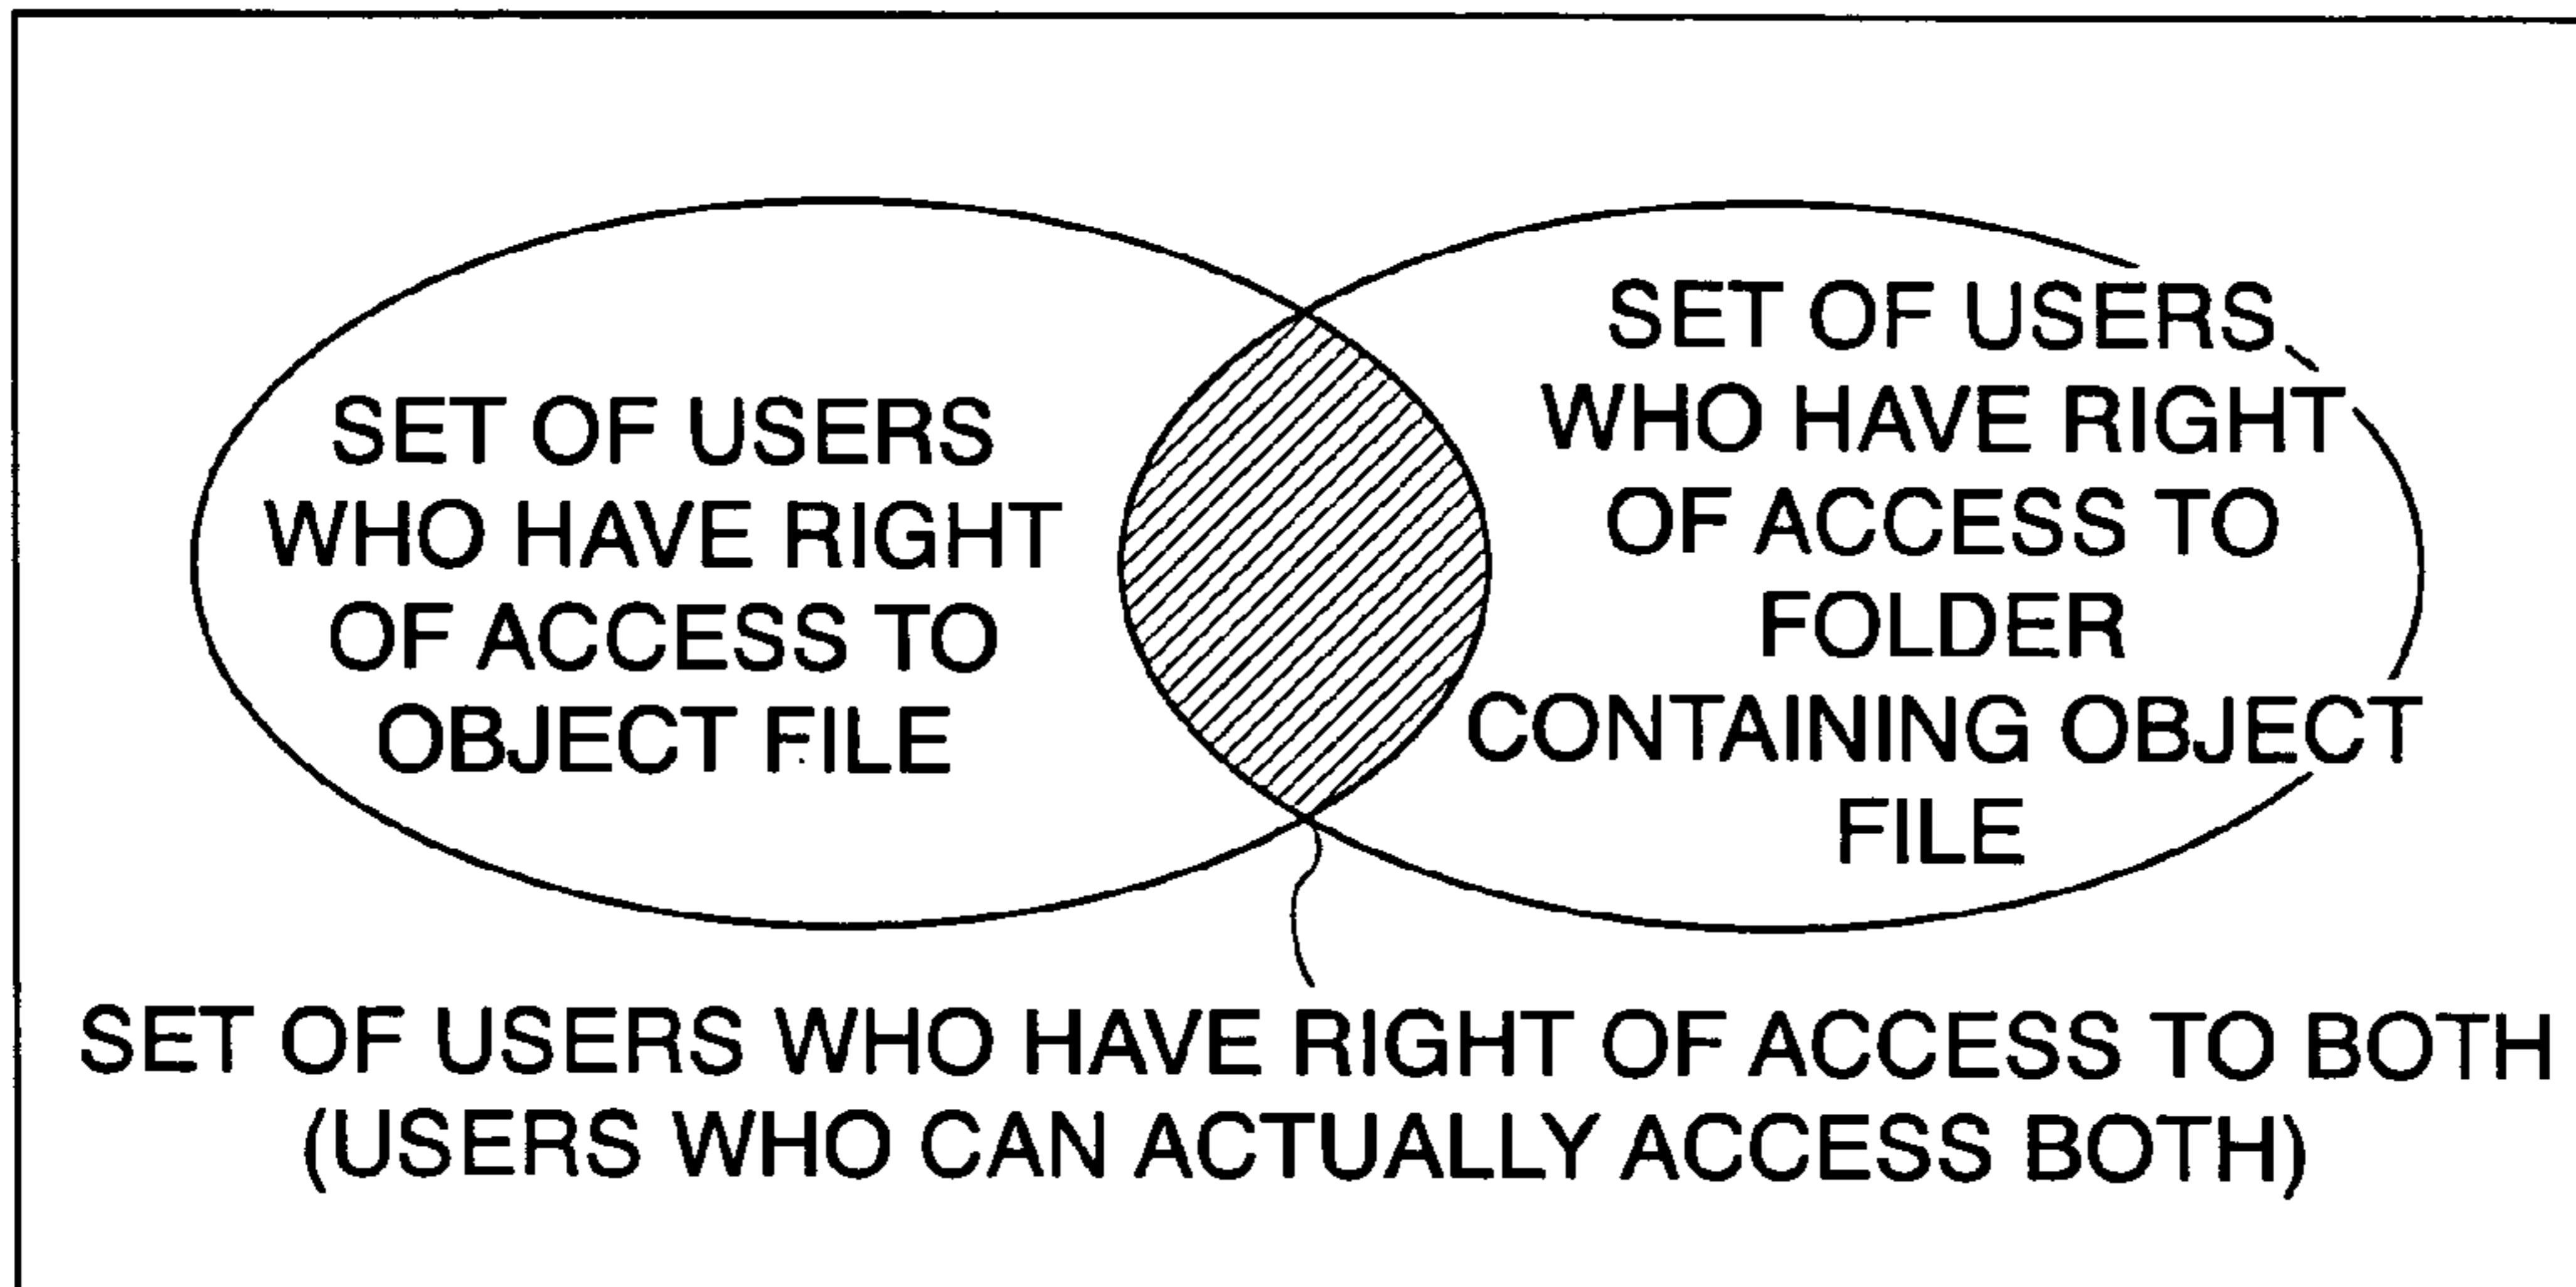 SET OF USERS
WHO HAVE RIGHT
OF ACCESS TO
OBJECT FILE
SET OF USERS
WHO HAVE RIGHT
OF ACCESS TO
FOLDER
CONTAINING OBJECT
FILE
SET OF USERS WHO HAVE RIGHT OF ACCESS TO BOTH
(USERS WHO CAN ACTUALLY ACCESS BOTH)